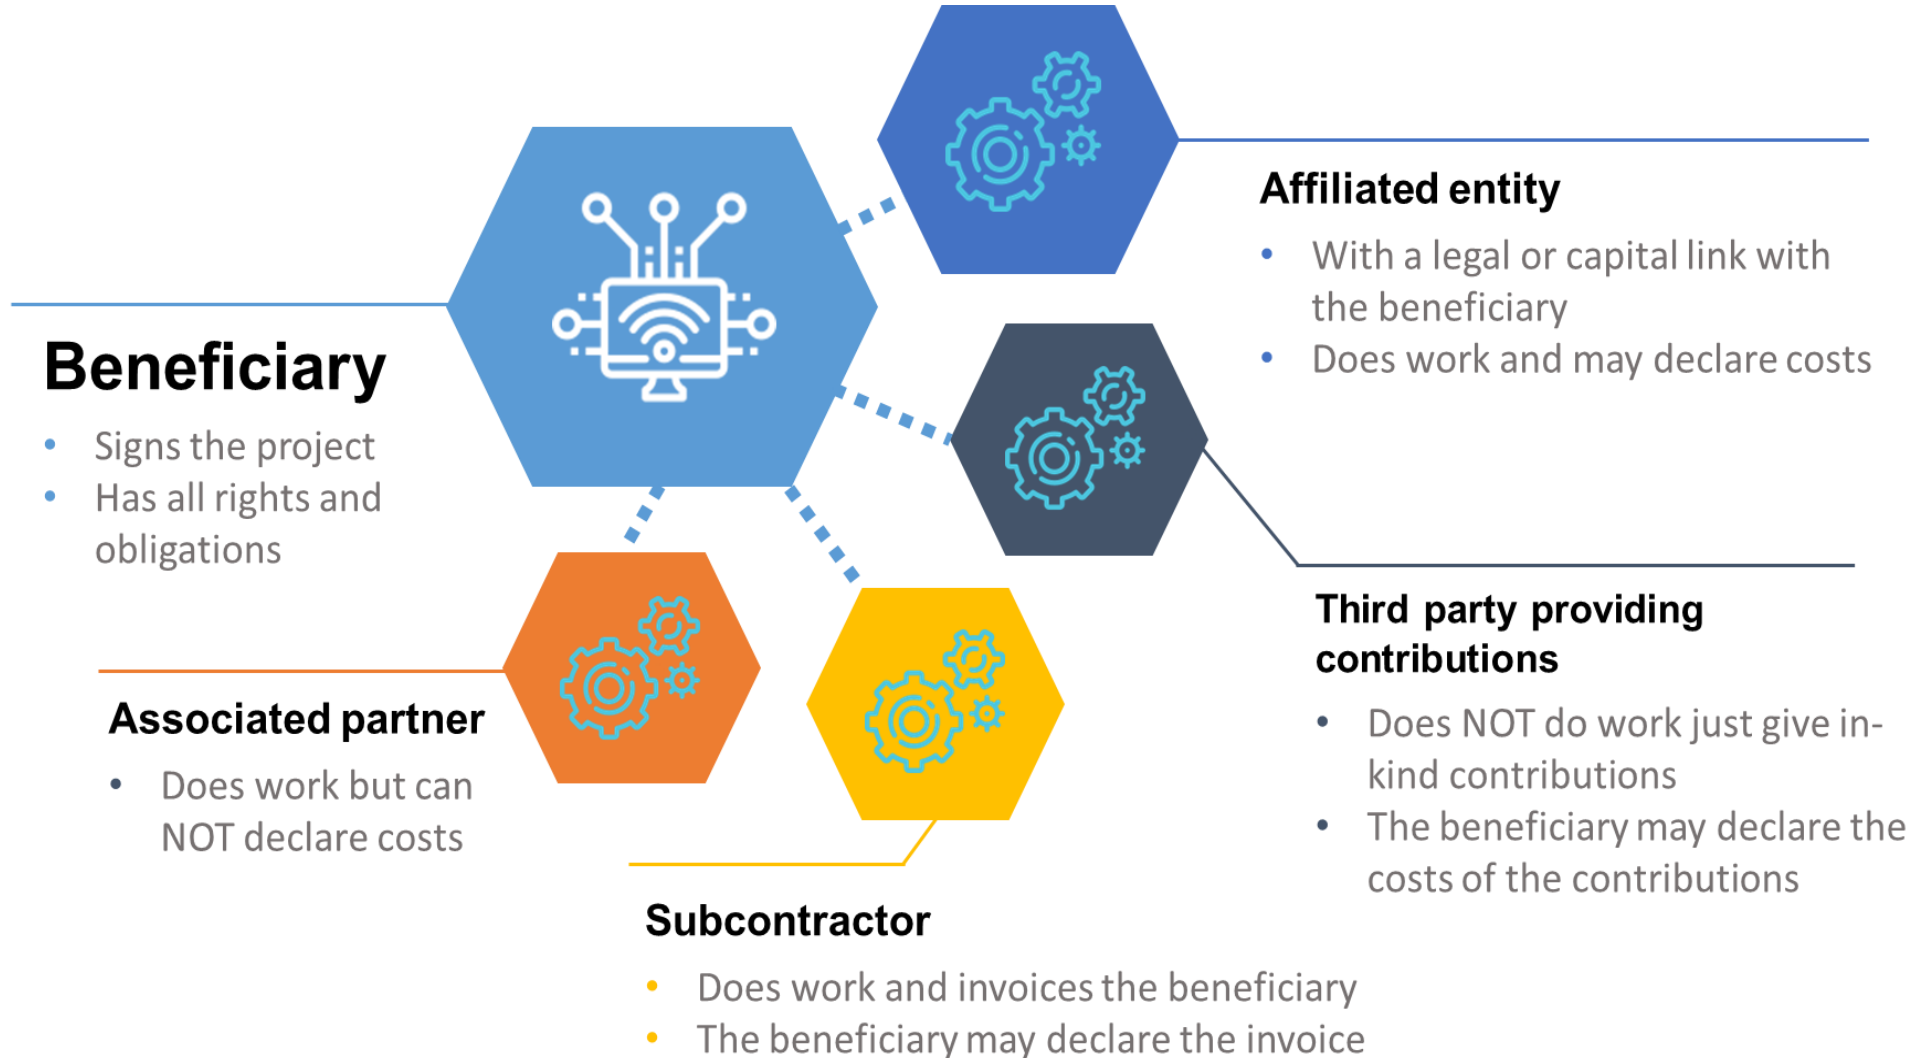 Beneficiary
• Signs the project
• Has all rights and
obligations
Affiliated entity
• With a legal or capital link with
the beneficiary
• Does work and may declare costs
Third party providing
contributions
• Does NOT do work just give in-
kind contributions
• The beneficiary may declare the
costs of the contributions
Associated partner
• Does work but can
NOT declare costs
Subcontractor
• Does work and invoices the beneficiary
• The beneficiary may declare the invoice